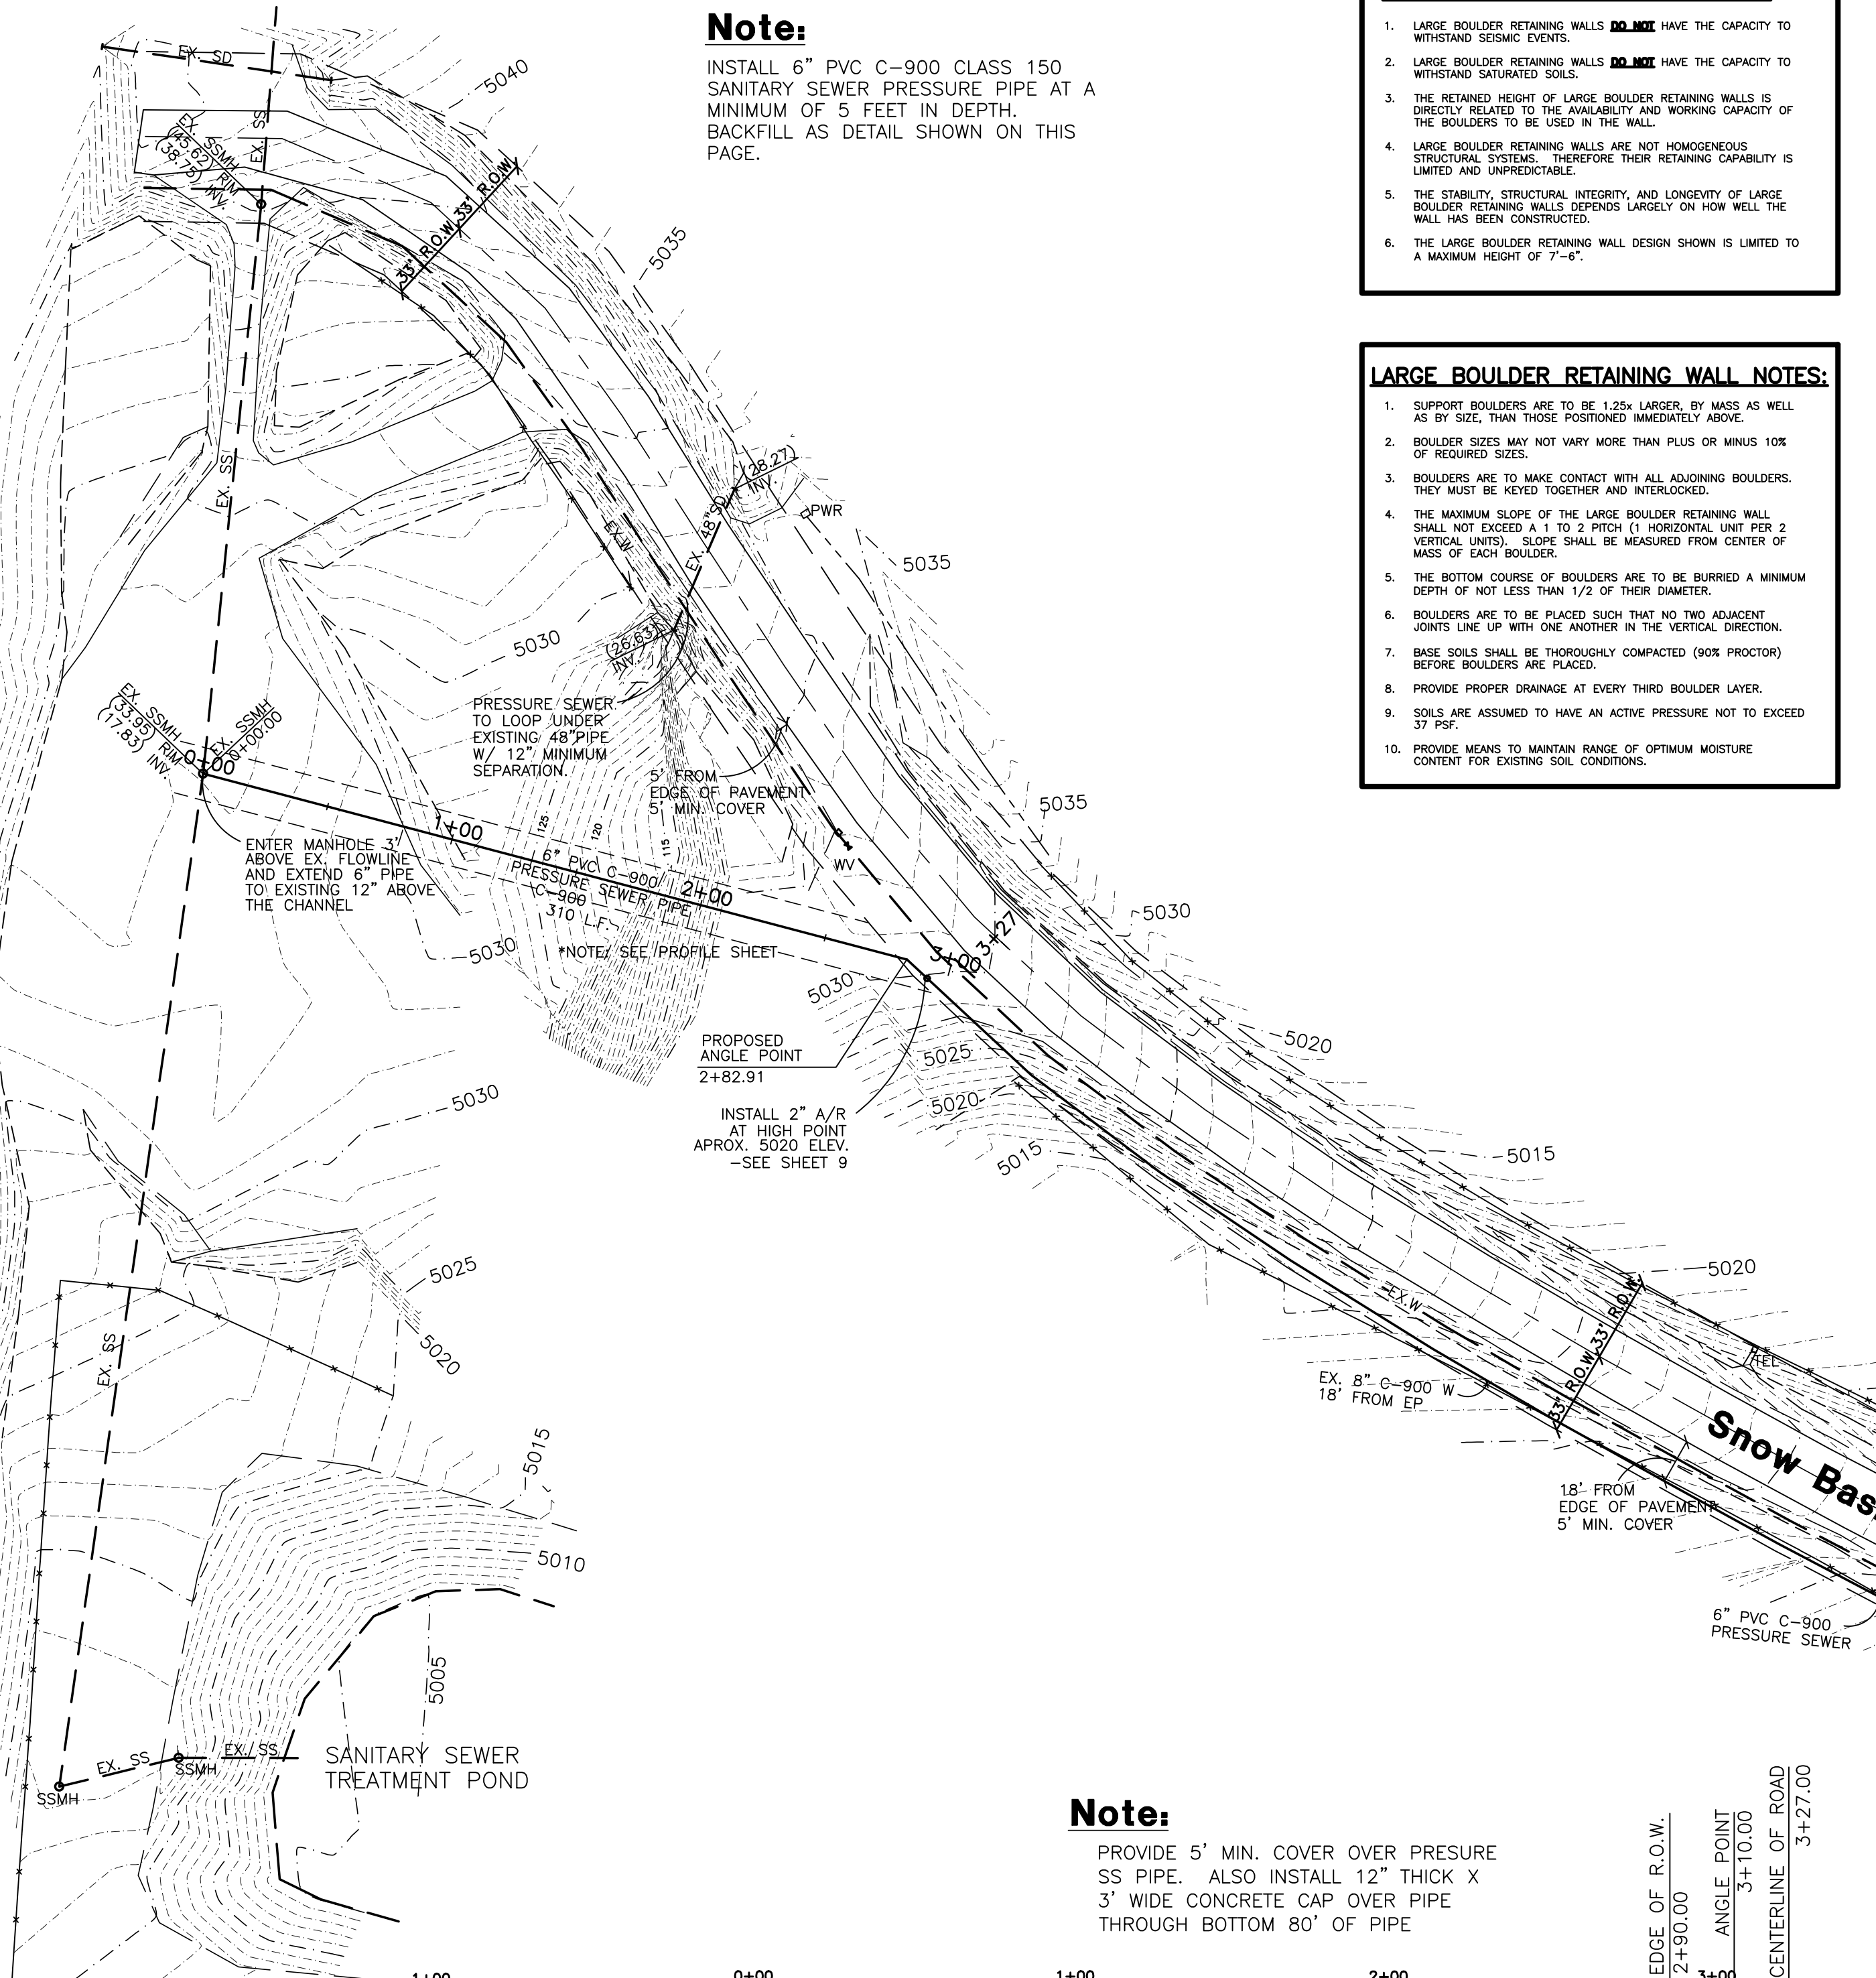 Note:
INSTALL 6" PVC C-900 CLASS 150
SANITARY SEWER PRESSURE PIPE AT A
MINIMUM OF 5 FEET IN DEPTH.
BACKFILL AS DETAIL SHOWN ON THIS
PAGE.
1. LARGE BOULDER RETAINING WALLS DO NOT HAVE THE CAPACITY TO
WITHSTAND SEISMIC EVENTS.
2. LARGE BOULDER RETAINING WALLS DO NOT HAVE THE CAPACITY TO
WITHSTAND SATURATED SOILS.
3. THE RETAINED HEIGHT OF LARGE BOULDER RETAINING WALLS IS
DIRECTLY RELATED TO THE AVAILABILITY AND WORKING CAPACITY OF
THE BOULDERS TO BE USED IN THE WALL.
4. LARGE BOULDER RETAINING WALLS ARE NOT HOMOGENEOUS
STRUCTURAL SYSTEMS. THEREFORE THEIR RETAINING CAPABILITY IS
LIMITED AND UNPREDICTABLE.
5. THE STABILITY, STRUCTURAL INTEGRITY, AND LONGEVITY OF LARGE
BOULDER RETAINING WALLS DEPENDS LARGELY ON HOW WELL THE
WALL HAS BEEN CONSTRUCTED.
6. THE LARGE BOULDER RETAINING WALL DESIGN SHOWN IS LIMITED TO
A MAXIMUM HEIGHT OF 7'-6".
LARGE BOULDER RETAINING WALL NOTES:
1. SUPPORT BOULDERS ARE TO BE 1.25x LARGER, BY MASS AS WELL
AS BY SIZE, THAN THOSE POSITIONED IMMEDIATELY ABOVE.
2. BOULDER SIZES MAY NOT VARY MORE THAN PLUS OR MINUS 10%
OF REQUIRED SIZES.
3. BOULDERS ARE TO MAKE CONTACT WITH ALL ADJOINING BOULDERS.
THEY MUST BE KEYED TOGETHER AND INTERLOCKED.
4. THE MAXIMUM SLOPE OF THE LARGE BOULDER RETAINING WALL
SHALL NOT EXCEED A 1 TO 2 PITCH (1 HORIZONTAL UNIT PER 2
VERTICAL UNITS). SLOPE SHALL BE MEASURED FROM CENTER OF
MASS OF EACH BOULDER.
5. THE BOTTOM COURSE OF BOULDERS ARE TO BE BURRIED A MINIMUM
DEPTH OF NOT LESS THAN 1/2 OF THEIR DIAMETER.
6. BOULDERS ARE TO BE PLACED SUCH THAT NO TWO ADJACENT
JOINTS LINE UP WITH ONE ANOTHER IN THE VERTICAL DIRECTION.
7. BASE SOILS SHALL BE THOROUGHLY COMPACTED (90% PROCTOR)
BEFORE BOULDERS ARE PLACED.
8. PROVIDE PROPER DRAINAGE AT EVERY THIRD BOULDER LAYER.
9. SOILS ARE ASSUMED TO HAVE AN ACTIVE PRESSURE NOT TO EXCEED
37 PSF.
10. PROVIDE MEANS TO MAINTAIN RANGE OF OPTIMUM MOISTURE
CONTENT FOR EXISTING SOIL CONDITIONS.
EX. SD
5040
EX. SS
EX. SSMH
(45.62) RIM
(38.75) INV.
33' R.O.W.
33' R.O.W.
5035
EX. SS
(28.27)
INV.
PWR
EX. 48"SD
EX.W
5035
5030
(26.63)
INV.
PRESSURE SEWER
TO LOOP UNDER
EXISTING 48"PIPE
W/ 12" MINIMUM
SEPARATION.
5' FROM
EDGE OF PAVEMENT
5' MIN. COVER
EX. SSMH
(33.95) RIM
(17.83) INV.
EX. SSMH
0+00.00
0+00
ENTER MANHOLE 3'
ABOVE EX. FLOWLINE
AND EXTEND 6" PIPE
TO EXISTING 12" ABOVE
THE CHANNEL
1+00
125
120
115
6" PVC C-900
PRESSURE SEWER PIPE
C-900
310 L.F.
2+00
WV
5035
5030
5030
*NOTE: SEE PROFILE SHEET
3+00
3+27
5030
5020
PROPOSED
ANGLE POINT
2+82.91
5025
5020
INSTALL 2" A/R
AT HIGH POINT
APROX. 5020 ELEV.
-SEE SHEET 9
5015
5015
5030
5025
5020
EX. SS
5020
EX.W
33' R.O.W.
33' R.O.W.
TEL
EX. 8" C-900 W
18' FROM EP
Snow Bas
18' FROM
EDGE OF PAVEMENT
5' MIN. COVER
6" PVC C-900
PRESSURE SEWER
5015
5010
5005
SANITARY SEWER
TREATMENT POND
EX. SS
EX. SS
SSMH
SSMH
Note:
PROVIDE 5' MIN. COVER OVER PRESURE
SS PIPE. ALSO INSTALL 12" THICK X
3' WIDE CONCRETE CAP OVER PIPE
THROUGH BOTTOM 80' OF PIPE
EDGE OF R.O.W.
2+90.00
ANGLE POINT
3+10.00
CENTERLINE OF ROAD
3+27.00
1+00
0+00
1+00
2+00
3+00